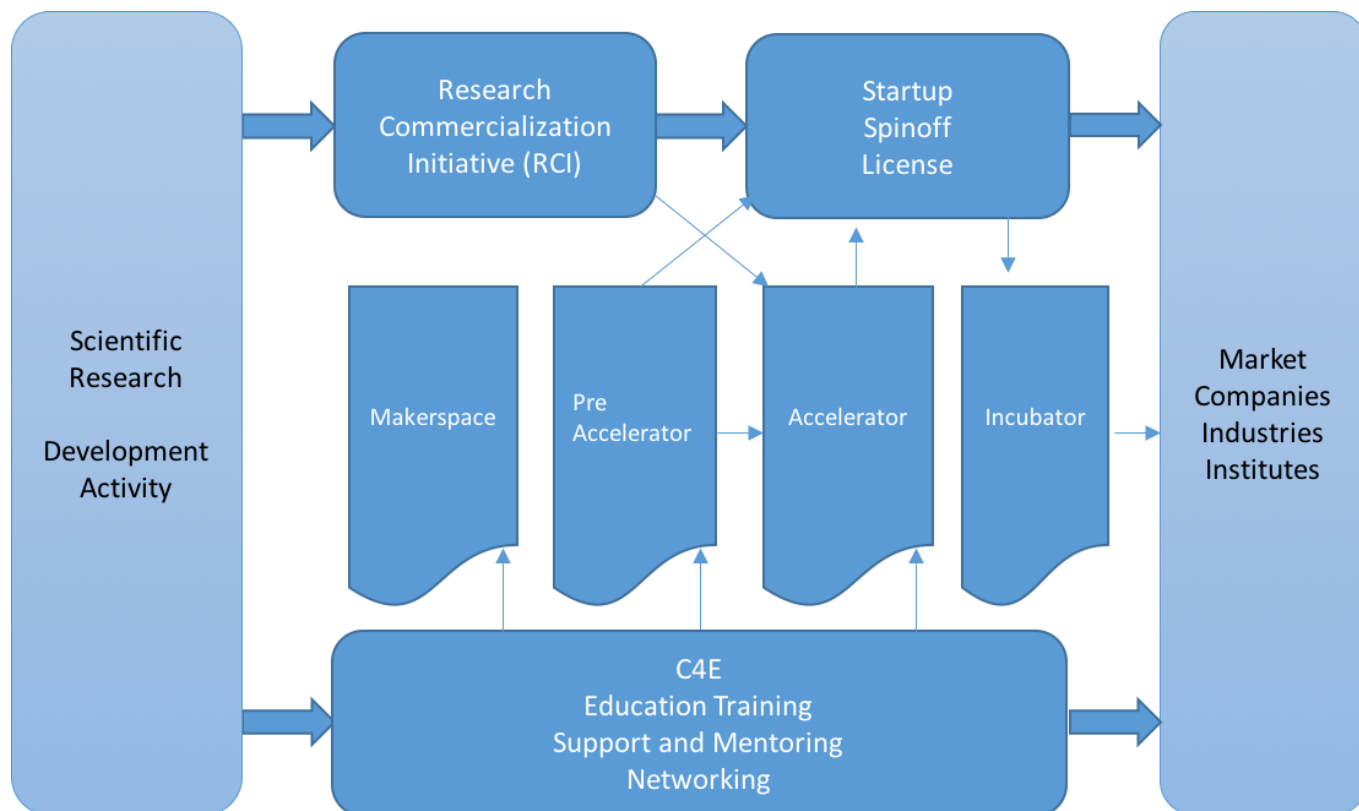 Scientific
Research
Development
Activity
Research
Commercialization
Initiative (RCI)
Startup
Spinoff
License
Makerspace
Pre
Accelerator
Accelerator
Incubator
C4E
Education Training
Support and Mentoring
Networking
Market
Companies
Industries
Institutes